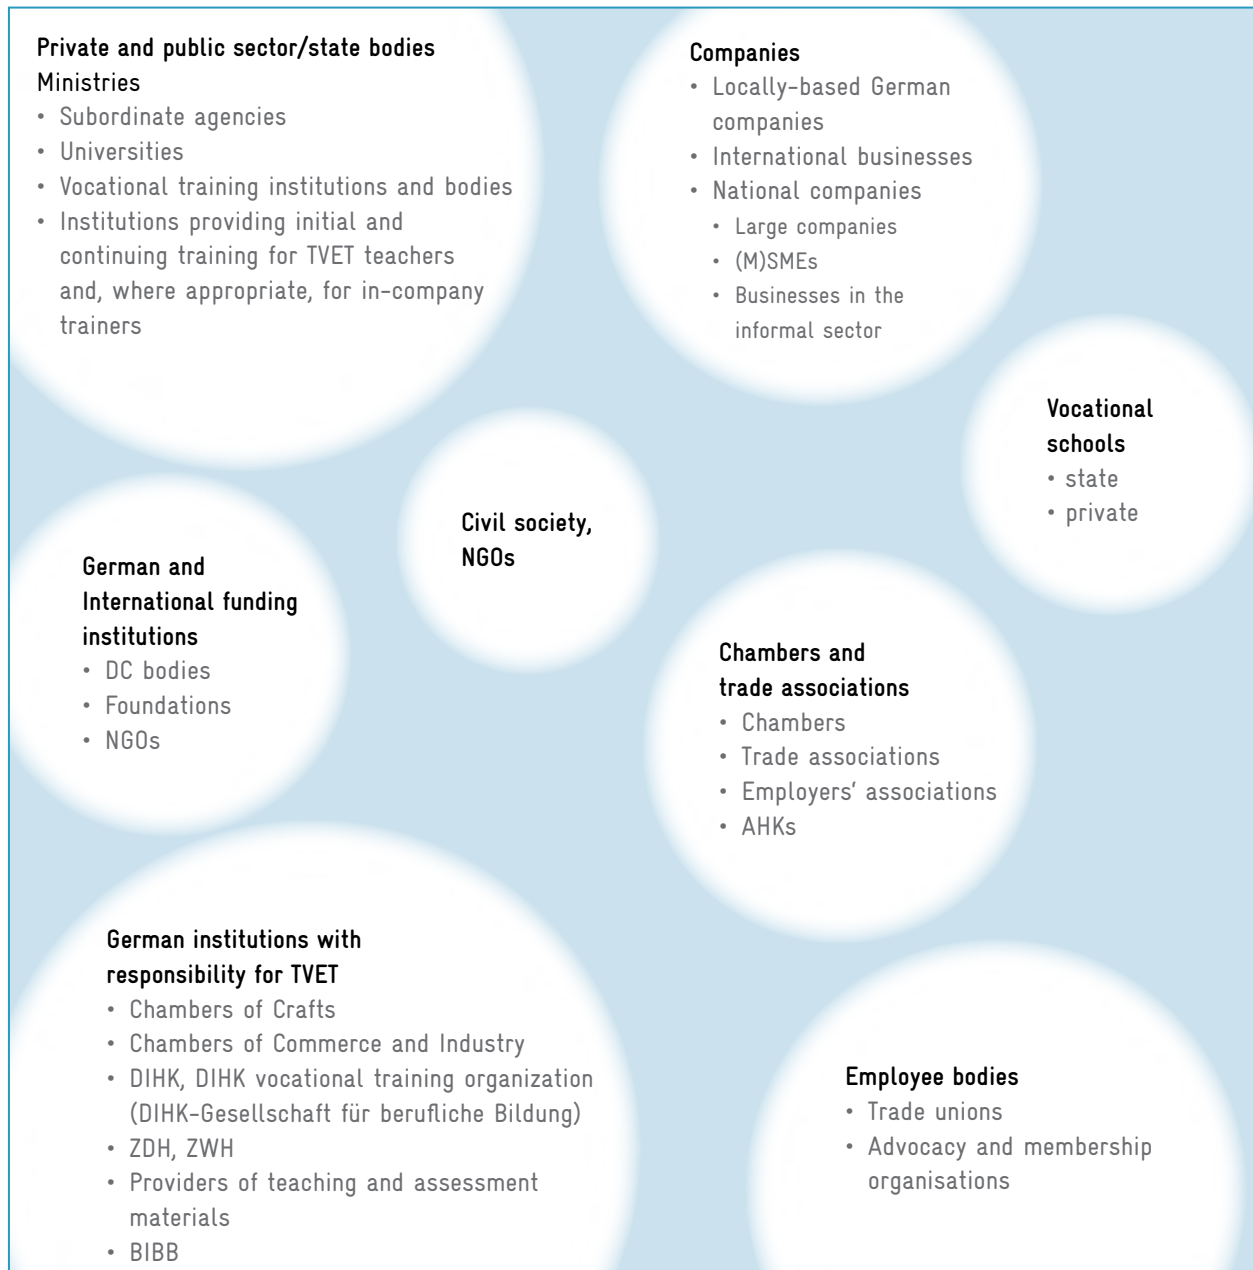 Private and public sector/state bodies
Ministries
• Subordinate agencies
• Universities
• Vocational training institutions and bodies
• Institutions providing initial and
continuing training for TVET teachers
and, where appropriate, for in-company
trainers
Companies
• Locally-based German
companies
• International businesses
• National companies
• Large companies
• (M)SMEs
• Businesses in the
informal sector
Vocational
schools
• state
• private
Civil society,
NGOs
German and
International funding
institutions
• DC bodies
• Foundations
• NGOs
Chambers and
trade associations
• Chambers
• Trade associations
• Employers’ associations
• AHKs
German institutions with
responsibility for TVET
• Chambers of Crafts
• Chambers of Commerce and Industry
• DIHK, DIHK vocational training organization
(DIHK-Gesellschaft für berufliche Bildung)
• ZDH, ZWH
• Providers of teaching and assessment
materials
• BIBB
Employee bodies
• Trade unions
• Advocacy and membership
organisations